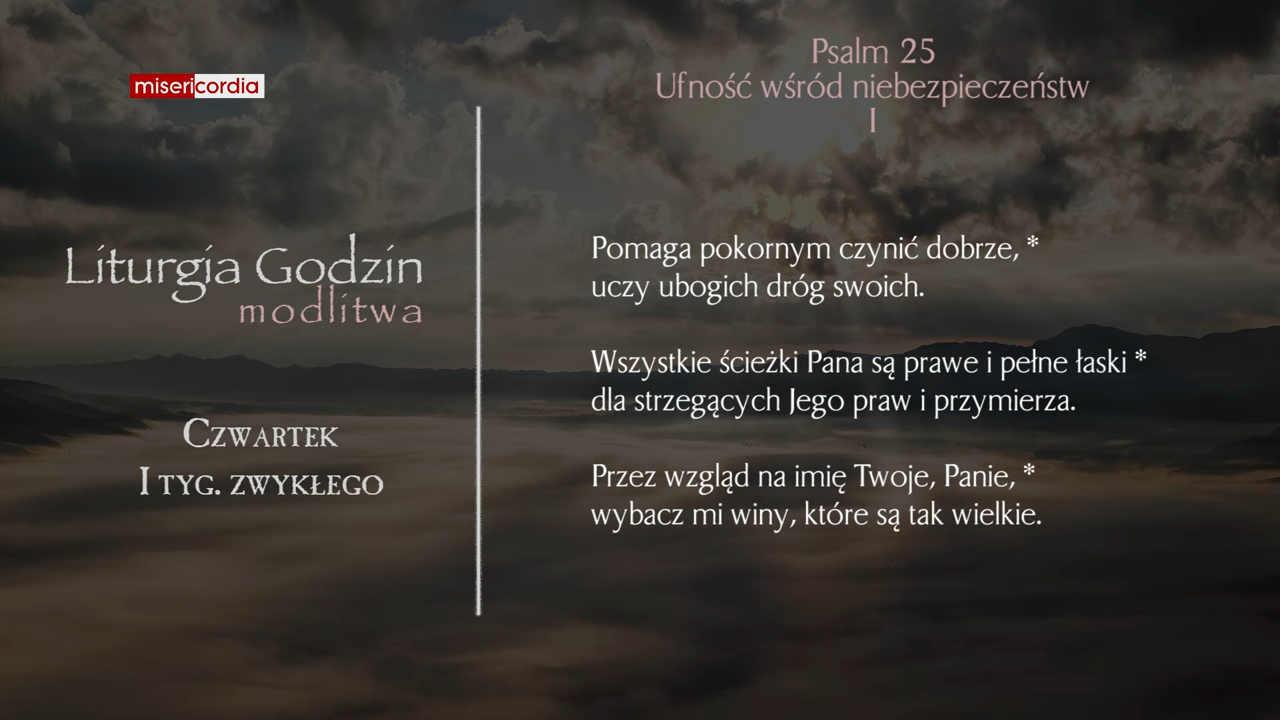 misericordia
Liturgia Godzin
modlitwa
Czwartek
I tyg. zwykłego
Psalm 25
Ufność wśród niebezpieczeństw
I
Pomaga pokornym czynić dobrze, *
uczy ubogich dróg swoich.
Wszystkie ścieżki Pana są prawe i pełne łaski *
dla strzegących Jego praw i przymierza.
Przez wzgląd na imię Twoje, Panie, *
wybacz mi winy, które są tak wielkie.